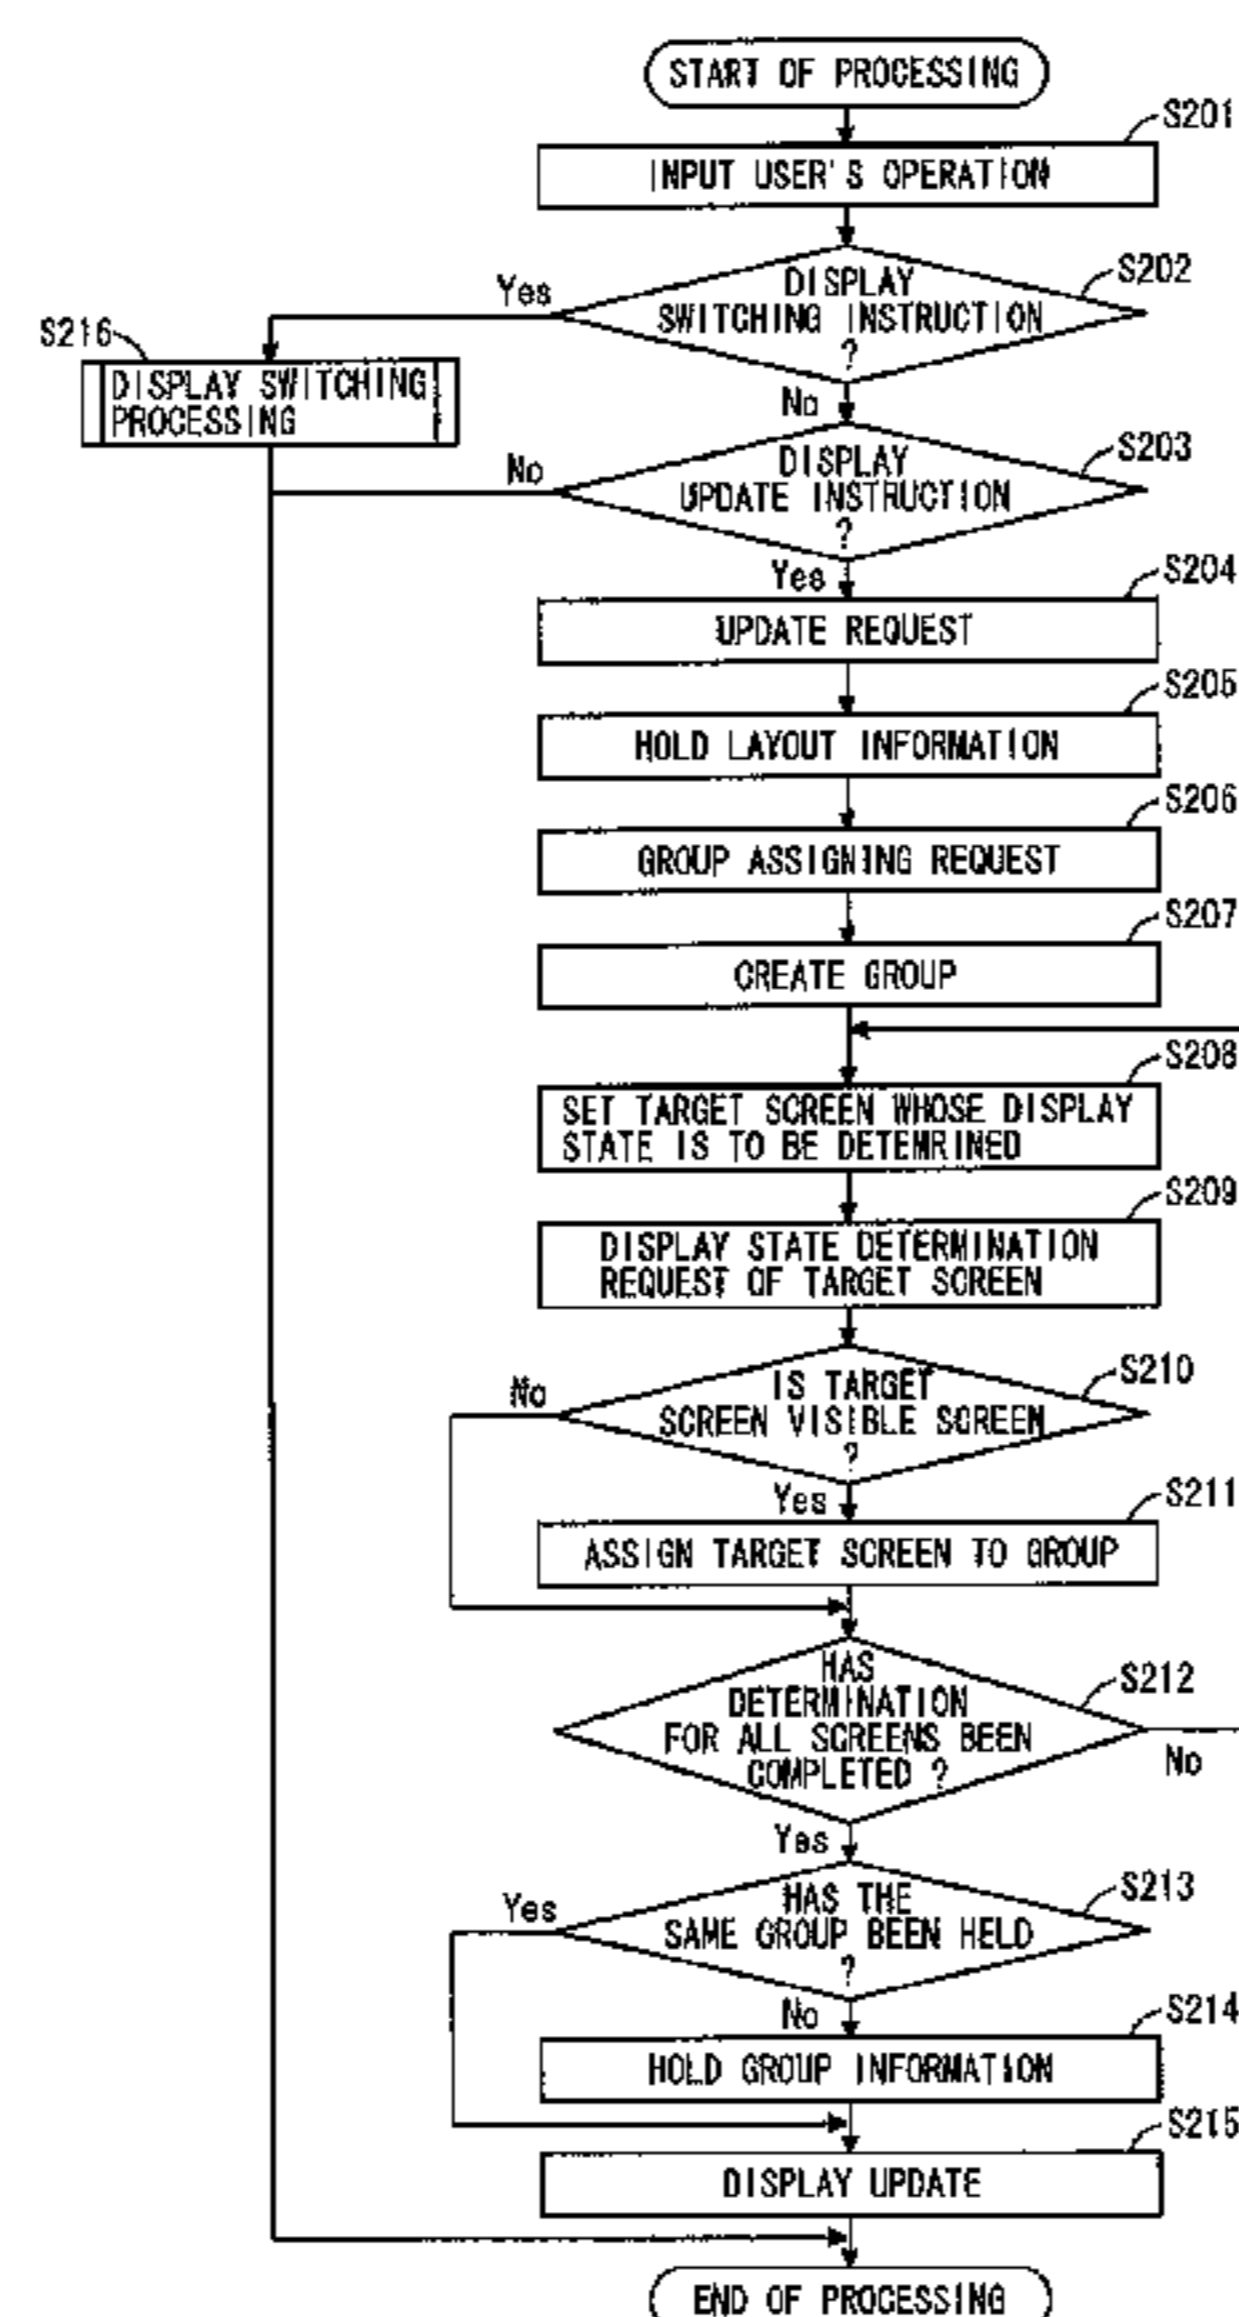 START OF PROCESSING
S201
INPUT USER'S OPERATION
S202
DISPLAY
SWITCHING INSTRUCTION
?
Yes
No
S216
DISPLAY SWITCHING
PROCESSING
S203
DISPLAY
UPDATE INSTRUCTION
?
No
Yes
S204
UPDATE REQUEST
S205
HOLD LAYOUT INFORMATION
S206
GROUP ASSIGNING REQUEST
S207
CREATE GROUP
S208
SET TARGET SCREEN WHOSE DISPLAY
STATE IS TO BE DETEMRINED
S209
DISPLAY STATE DETERMINATION
REQUEST OF TARGET SCREEN
S210
IS TARGET
SCREEN VISIBLE SCREEN
?
No
Yes
S211
ASSIGN TARGET SCREEN TO GROUP
S212
HAS
DETERMINATION
FOR ALL SCREENS BEEN
COMPLETED ?
No
Yes
S213
HAS THE
SAME GROUP BEEN HELD
?
Yes
No
S214
HOLD GROUP INFORMATION
S215
DISPLAY UPDATE
END OF PROCESSING